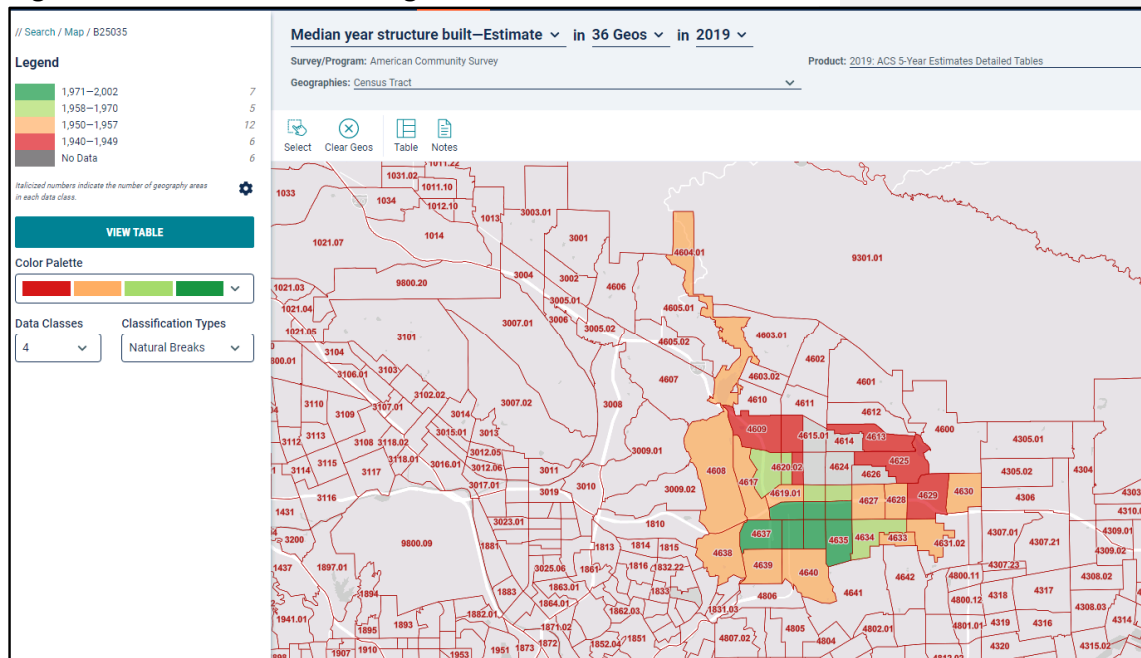 // Search / Map / B25035
Legend
1,971—2,002 7
1,958—1,970 5
1,950—1,957 12
1,940—1,949 6
No Data 6
Italicized numbers indicate the number of geography areas
in each data class.
VIEW TABLE
Color Palette
Data Classes Classification Types
4 Natural Breaks
Median year structure built—Estimate in 36 Geos in 2019
Survey/Program: American Community Survey Product: 2019: ACS 5-Year Estimates Detailed Tables
Geographies: Census Tract
Select Clear Geos Table Notes
1011.22
1031.02
1033 1034 1011.10
1012.10 1013 3003.01
1021.07 1014 3001 4604.01 9301.01
3004 3002 4606
1021.03 9800.20
1021.04 3005.01 4605.01
1021.05 3101 3007.01 3006 3005.02 4605.02 4603.01
800.01 3104 4602
3106.01 3103 4607 4603.02 4601
3110 3109 3107.01 3102.02 3007.02 3008 4610 4611 4612
3014 4600
3112 3113 3108 3118.02 3015.01 3013 4609 4615.01 4614 4613 4305.01
3114 3115 3118.01 3012.05 3009.01
3117 3016.01 3012.06 3011 4608 4617 4620.02 4624 4625 4626 4305.02 4304
3116 3017.01 3019 3010 3009.02 4619.01 4627 4628 4629 4630 4306 4303
1431 3023.01 1810 4310
3200 9800.09 1881 1813 1814 1815 4637 4635 4634 4633 4631.02 4307.01 4307.21 4309.01
4309.02
1437 1897.01 3025.06 1861 1816 1832.22 4638 4639 4640 4642 4307.23
1894 1883 1863.01 1833 4806 4641 4800.11 4308.02
1941.01 1882.01 1864.01 1862.03 1831.03 4800.12 4318 4317 4308.03
1895 1893 1871.02 4805 4802.01 4801.01 4319 4316 4314
1907 1910 1953 1951 1873 1872 1852.04 1851 4807.02 4804 4320 4315.02